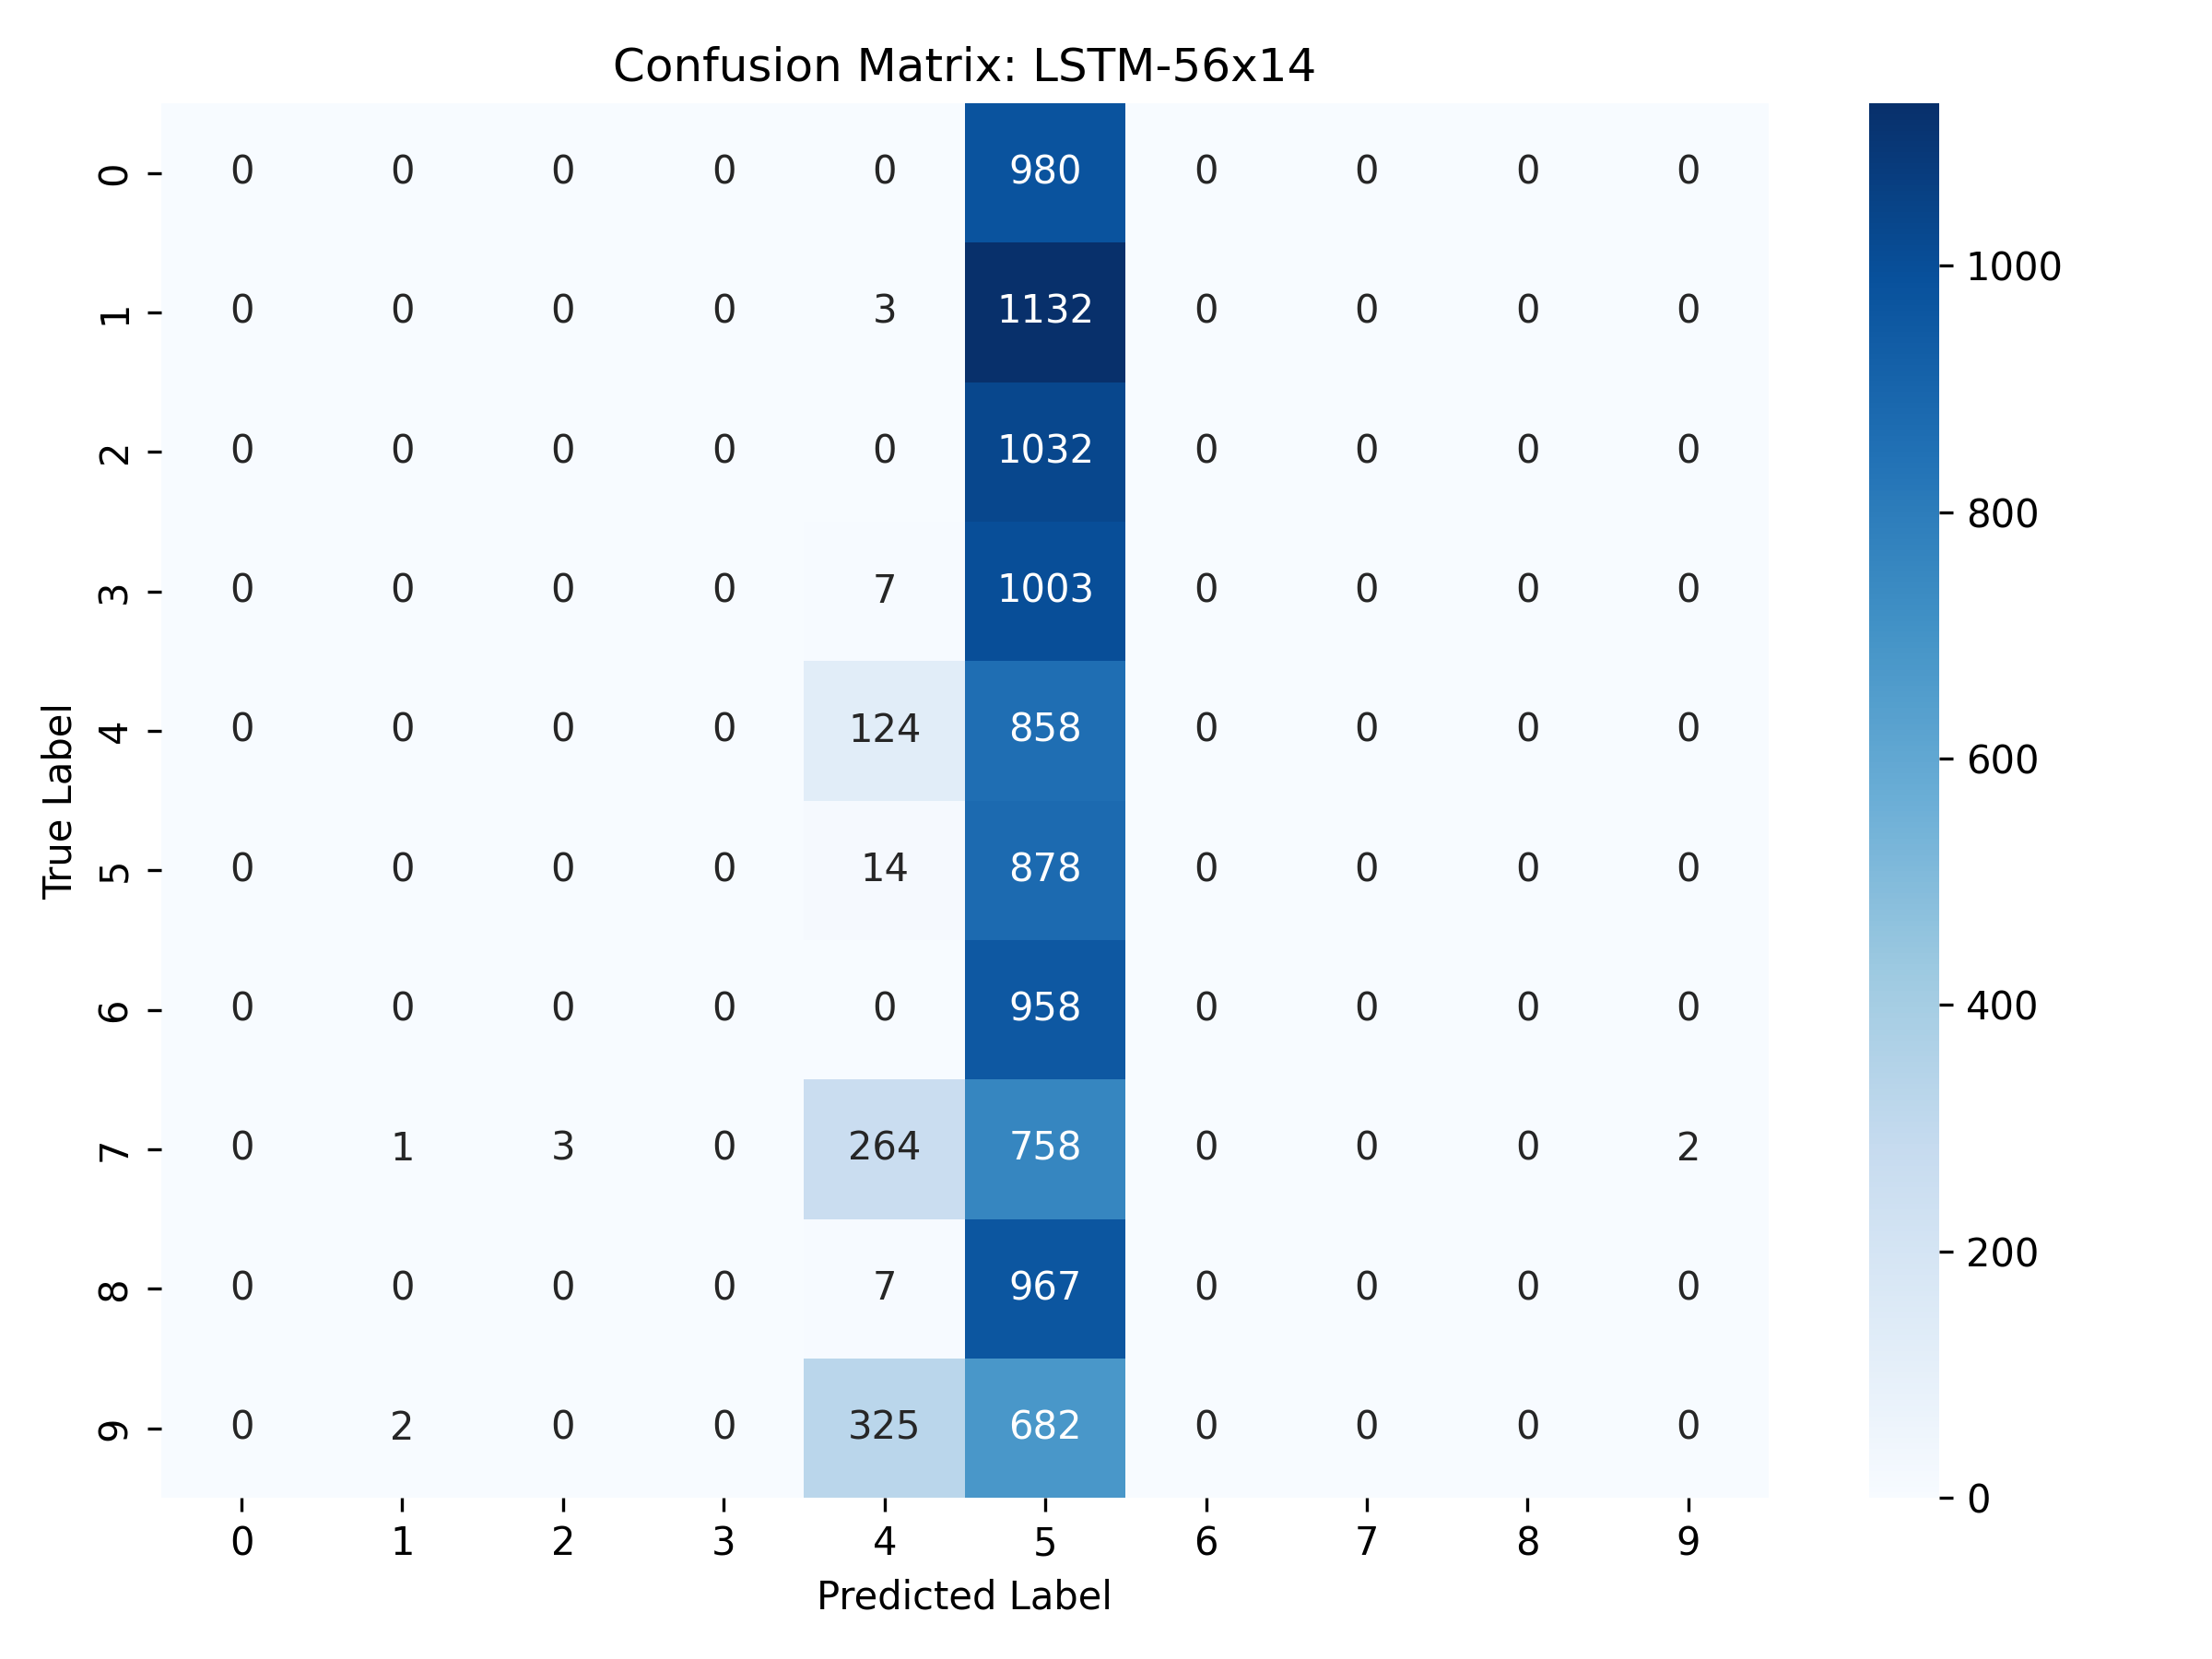 Confusion Matrix: LSTM-56x14
0 0 0 0 0 0 980 0 0 0 0
1 0 0 0 0 3 1132 0 0 0 0
2 0 0 0 0 0 1032 0 0 0 0
3 0 0 0 0 7 1003 0 0 0 0
4 0 0 0 0 124 858 0 0 0 0
5 0 0 0 0 14 878 0 0 0 0
6 0 0 0 0 0 958 0 0 0 0
7 0 1 3 0 264 758 0 0 0 2
8 0 0 0 0 7 967 0 0 0 0
9 0 2 0 0 325 682 0 0 0 0
0 1 2 3 4 5 6 7 8 9
Predicted Label
True Label
1000
800
600
400
200
0